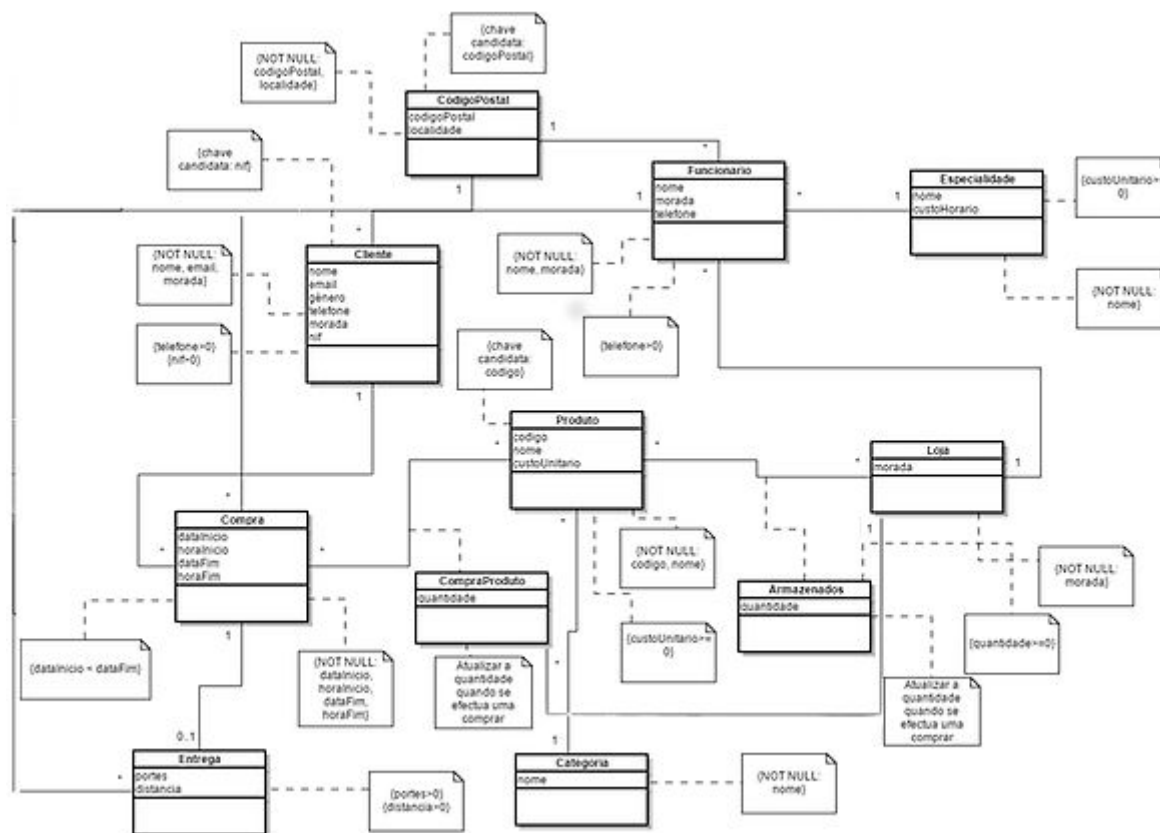 {chave
candidata:
codigoPostal}
{NOT NULL:
codigoPostal,
localidade}
CodigoPostal
codigoPostal
localidade
1
*
1
{chave
candidata: nif}
Funcionario
nome
morada
telefone
1
*
*
Especialidade
nome
custoHorario
1
{custoUnitario>=
0}
*
Cliente
nome
email
género
telefone
morada
nif
1
{NOT NULL:
nome, email,
morada}
{NOT NULL:
nome, morada}
{NOT NULL:
nome}
{telefone>0}
{nif>0}
{chave
candidata:
codigo}
{telefone>0}
Produto
codigo
nome
custoUnitario
*
*
*
Loja
morada
*
1
1
*
*
*
Compra
dataInicio
horaInicio
dataFim
horaFim
1
{NOT NULL:
codigo, nome}
{NOT NULL:
morada}
CompraProduto
quantidade
Armazenados
quantidade
{dataInicio < dataFim}
{NOT NULL:
dataInicio,
horaInicio,
dataFim,
horaFim}
Atualizar a
quantidade
quando se
efectua uma
comprar
*
{custoUnitario>=
0}
{quantidade>=0}
Atualizar a
quantidade
quando se
efectua uma
comprar
0..1
*
Entrega
portes
distancia
{portes>0}
{distancia>0}
1
Categoria
nome
{NOT NULL:
nome}